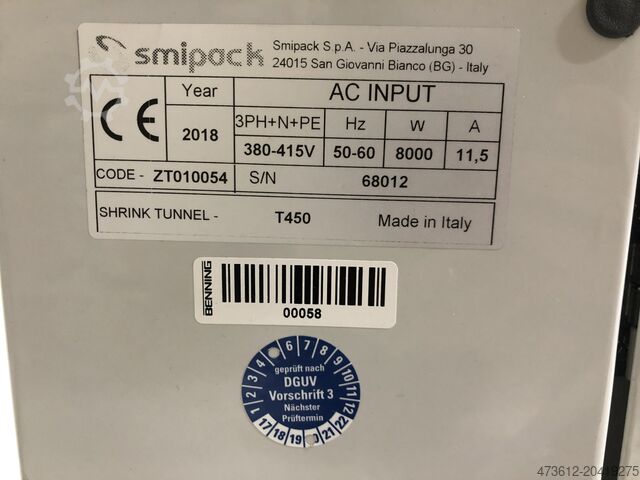 smipack
Smipack S.p.A. - Via Piazzalunga 30
24015 San Giovanni Bianco (BG) - Italy
CE
Year
AC INPUT
2018
3PH+N+PE Hz W A
380-415V 50-60 8000 11,5
CODE - ZT010054 S/N 68012
SHRINK TUNNEL - T450 Made in Italy
BENNING
00058
1 2 3 4 6 7 8 9 10 11 12
geprüft nach
DGUV
Vorschrift 3
Nächster
Prüftermin
17 18 19 20 21 22
473612-20419275